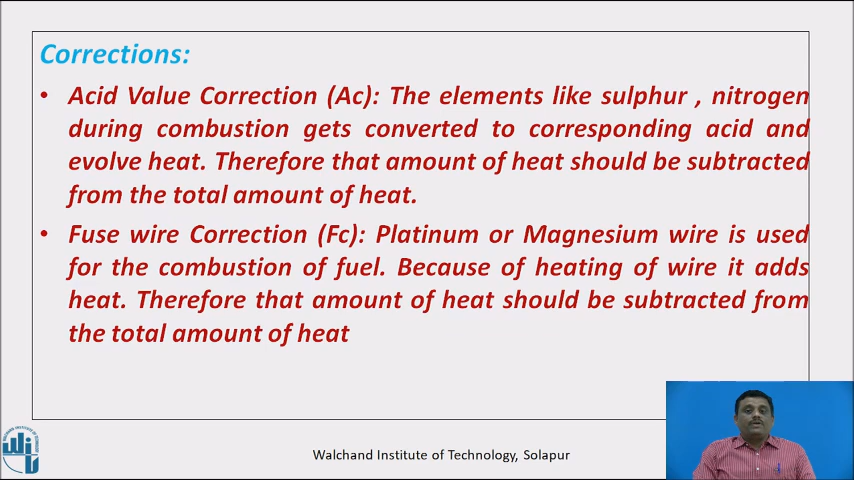 Corrections:
• Acid Value Correction (Ac): The elements like sulphur , nitrogen
during combustion gets converted to corresponding acid and
evolve heat. Therefore that amount of heat should be subtracted
from the total amount of heat.
• Fuse wire Correction (Fc): Platinum or Magnesium wire is used
for the combustion of fuel. Because of heating of wire it adds
heat. Therefore that amount of heat should be subtracted from
the total amount of heat
Walchand Institute of Technology, Solapur